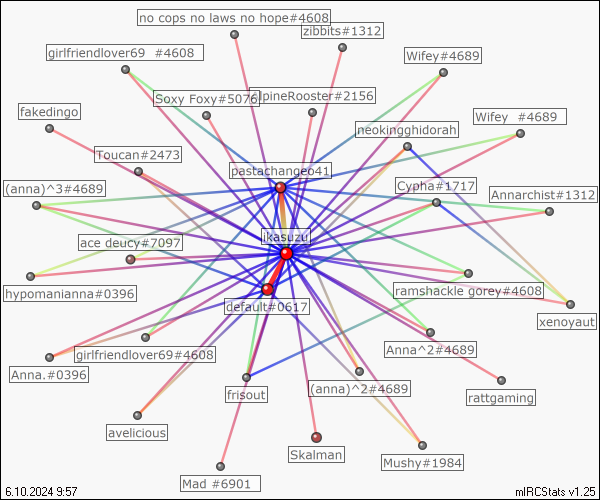 no cops no laws no hope#4608
zibbits#1312
girlfriendlover69 #4608
Wifey#4689
Soxy Foxy#5076
lpineRooster#2156
fakedingo
Wifey #4689
neokingghidorah
Toucan#2473
pastachangeo41
(anna)^3#4689
Cypha#1717
Annarchist#1312
ikasuzu
ace deucy#7097
hypomanianna#0396
ramshackle gorey#4608
default#0617
xenoyaut
girlfriendlover69#4608
Anna^2#4689
Anna.#0396
frisout
(anna)^2#4689
rattgaming
avelicious
Skalman
Mushy#1984
Mad #6901
6.10.2024 9:57
mIRCStats v1.25